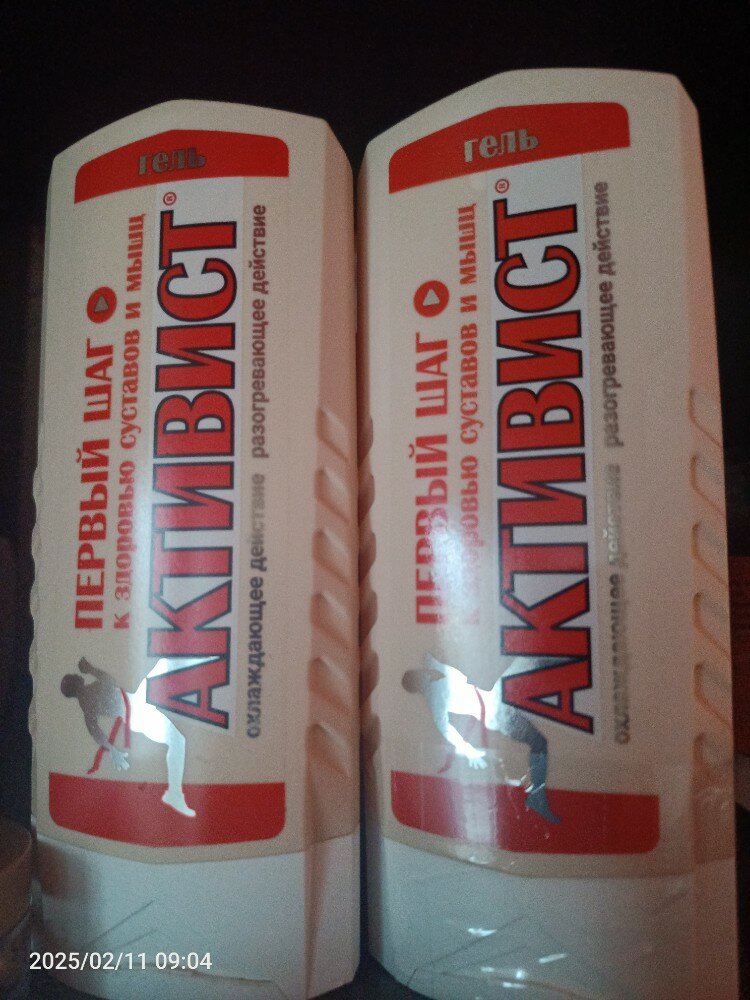 гель
ПЕРВЫЙ ШАГ
к здоровью суставов и мышц
АКТИВИСТ®
охлаждающее действие разогревающее действие
гель
ПЕРВЫЙ ШАГ
к здоровью суставов и мышц
АКТИВИСТ®
охлаждающее действие разогревающее действие
2025/02/11 09:04